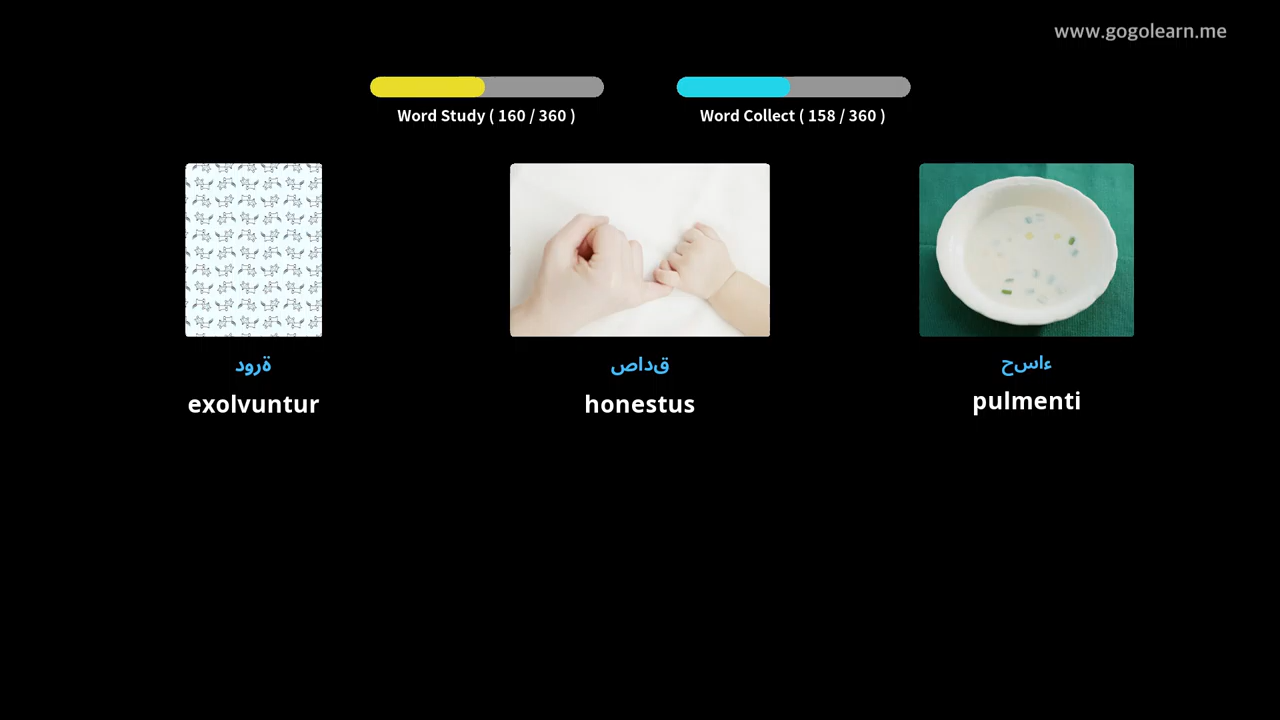 www.gogolearn.me
Word Study ( 160 / 360 )
Word Collect ( 158 / 360 )
ةرود
exolvuntur
قداص
honestus
ءاسح
pulmenti